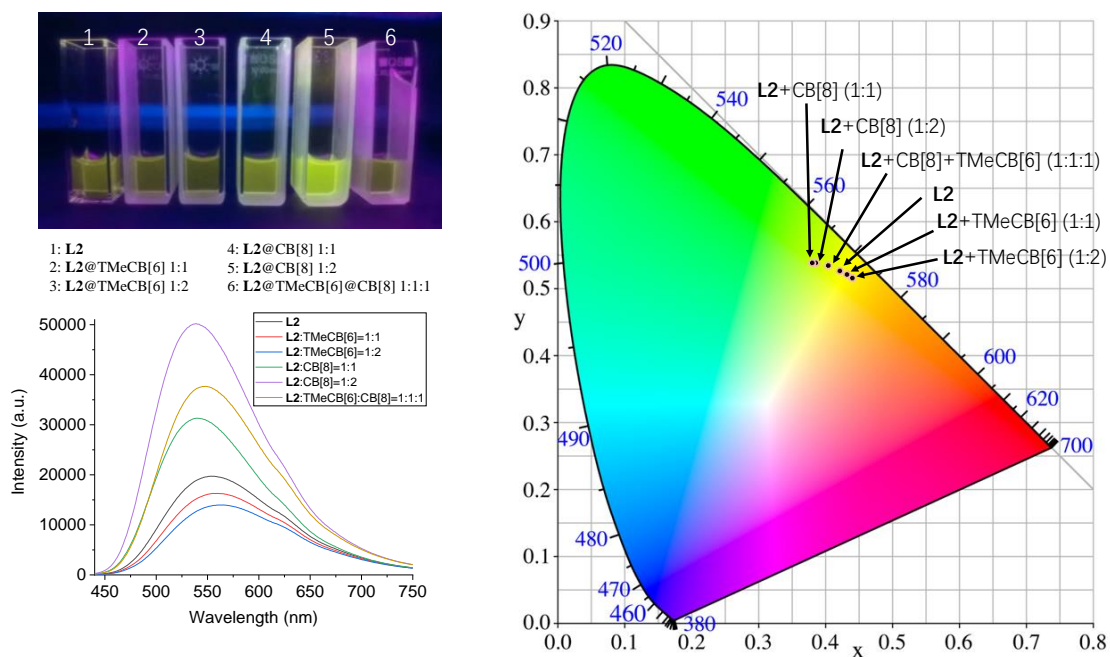 1 2 3 4 5 6
1: L2
2: L2@TMeCB[6] 1:1
3: L2@TMeCB[6] 1:2
4: L2@CB[8] 1:1
5: L2@CB[8] 1:2
6: L2@TMeCB[6]@CB[8] 1:1:1
50000
40000
30000
20000
10000
0
Intensity (a.u.)
L2
L2:TMeCB[6]=1:1
L2:TMeCB[6]=1:2
L2:CB[8]=1:1
L2:CB[8]=1:2
L2:TMeCB[6]:CB[8]=1:1:1
450 500 550 600 650 700 750
Wavelength (nm)
0.9
0.8
0.7
0.6
0.5
0.4
0.3
0.2
0.1
0.0
y
520
540
560
580
600
620
700
500
490
480
470
460
380
L2+CB[8] (1:1)
L2+CB[8] (1:2)
L2+CB[8]+TMeCB[6] (1:1:1)
L2
L2+TMeCB[6] (1:1)
L2+TMeCB[6] (1:2)
0.0 0.1 0.2 0.3 0.4 0.5 0.6 0.7 0.8
x